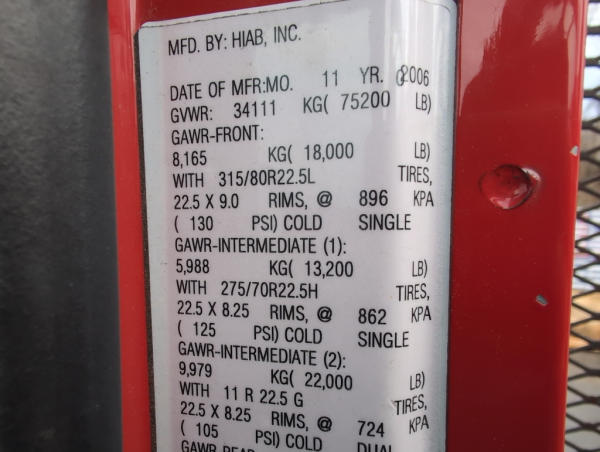 MFD. BY: HIAB, INC.
DATE OF MFR:MO. 11 YR. 2006
GVWR: 34111 KG( 75200 LB)
GAWR-FRONT:
8,165 KG( 18,000 LB)
WITH 315/80R22.5L TIRES,
22.5 X 9.0 RIMS, @ 896 KPA
( 130 PSI) COLD SINGLE
GAWR-INTERMEDIATE (1):
5,988 KG( 13,200 LB)
WITH 275/70R22.5H TIRES,
22.5 X 8.25 RIMS, @ 862 KPA
( 125 PSI) COLD SINGLE
GAWR-INTERMEDIATE (2):
9,979 KG( 22,000 LB)
WITH 11 R 22.5 G TIRES,
22.5 X 8.25 RIMS, @ 724 KPA
( 105 PSI) COLD DUAL
GAWR-REAR